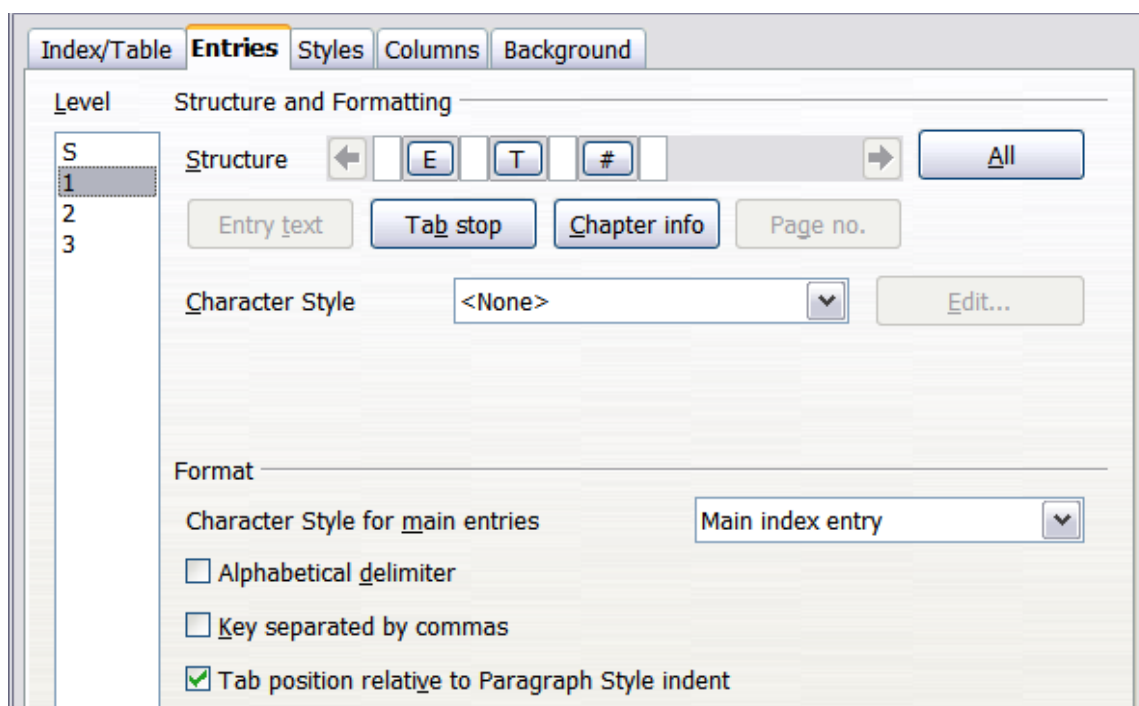 Index/Table Entries Styles Columns Background
Level Structure and Formatting
S
1
2
3
Structure E T # All
Entry text Tab stop Chapter info Page no.
Character Style <None> Edit...
Format
Character Style for main entries Main index entry
Alphabetical delimiter
Key separated by commas
Tab position relative to Paragraph Style indent